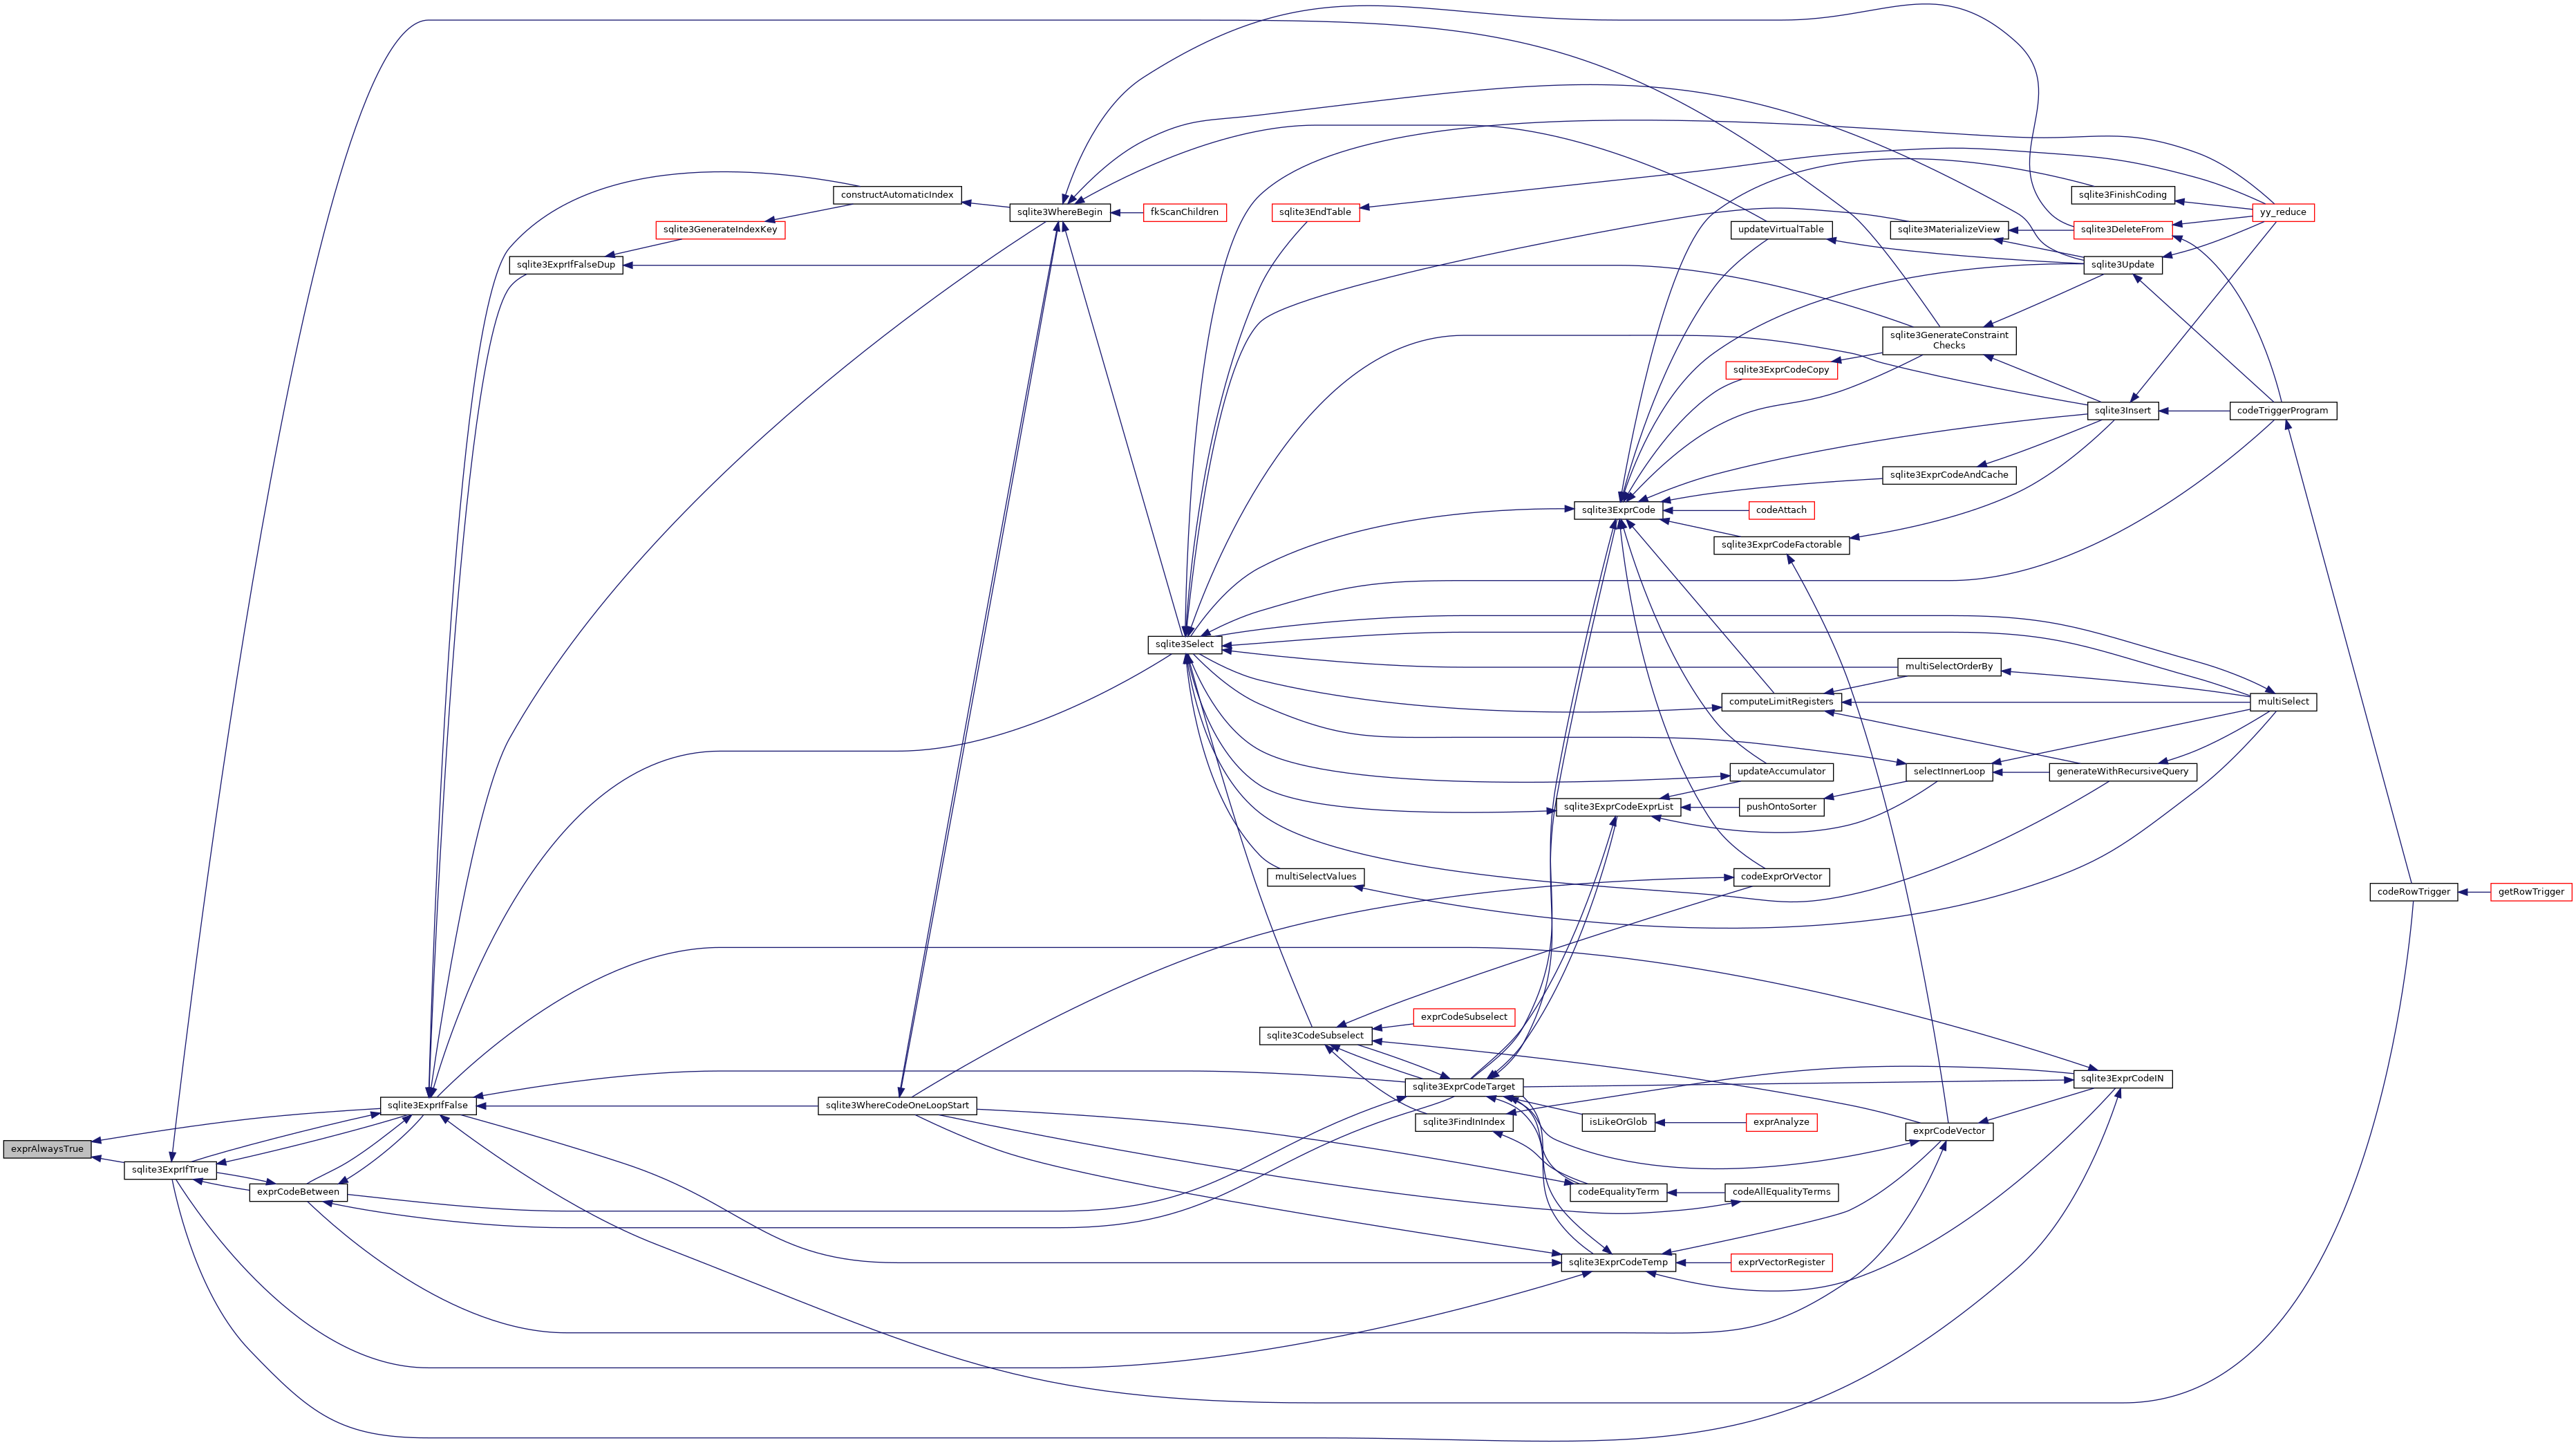 exprAlwaysTrue
sqlite3ExprIfTrue
exprCodeBetween
sqlite3ExprIfFalse
sqlite3ExprIfFalseDup
sqlite3GenerateIndexKey
constructAutomaticIndex
sqlite3WhereCodeOneLoopStart
sqlite3WhereBegin
fkScanChildren
sqlite3Select
sqlite3EndTable
multiSelectValues
sqlite3CodeSubselect
exprCodeSubselect
sqlite3ExprCodeTarget
sqlite3FindInIndex
sqlite3ExprCode
sqlite3ExprCodeExprList
isLikeOrGlob
codeEqualityTerm
sqlite3ExprCodeTemp
updateVirtualTable
sqlite3ExprCodeCopy
codeAttach
sqlite3ExprCodeFactorable
computeLimitRegisters
updateAccumulator
pushOntoSorter
codeExprOrVector
exprAnalyze
codeAllEqualityTerms
exprVectorRegister
sqlite3MaterializeView
sqlite3GenerateConstraint
Checks
sqlite3ExprCodeAndCache
multiSelectOrderBy
selectInnerLoop
exprCodeVector
sqlite3FinishCoding
sqlite3DeleteFrom
sqlite3Update
sqlite3Insert
generateWithRecursiveQuery
sqlite3ExprCodeIN
yy_reduce
codeTriggerProgram
multiSelect
codeRowTrigger
getRowTrigger